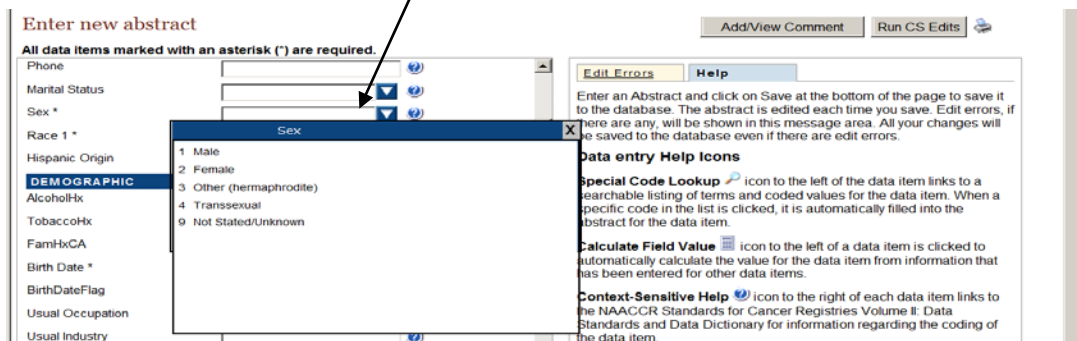 Enter new abstract
Add/View Comment
Run CS Edits
All data items marked with an asterisk (*) are required.
Phone
Marital Status
Sex *
Race 1 *
Hispanic Origin
DEMOGRAPHIC
AlcoholHx
TobaccoHx
FamHxCA
Birth Date *
BirthDateFlag
Usual Occupation
Usual Industry
Sex
X
1 Male
2 Female
3 Other (hermaphrodite)
4 Transsexual
9 Not Stated/Unknown
Edit Errors
Help
Enter an Abstract and click on Save at the bottom of the page to save it
to the database. The abstract is edited each time you save. Edit errors, if
there are any, will be shown in this message area. All your changes will
be saved to the database even if there are edit errors.
Data entry Help Icons
Special Code Lookup icon to the left of the data item links to a
searchable listing of terms and coded values for the data item. When a
specific code in the list is clicked, it is automatically filled into the
abstract for the data item.
Calculate Field Value icon to the left of a data item is clicked to
automatically calculate the value for the data item from information that
has been entered for other data items.
Context-Sensitive Help icon to the right of each data item links to
the NAACCR Standards for Cancer Registries Volume II: Data
Standards and Data Dictionary for information regarding the coding of
the data item.